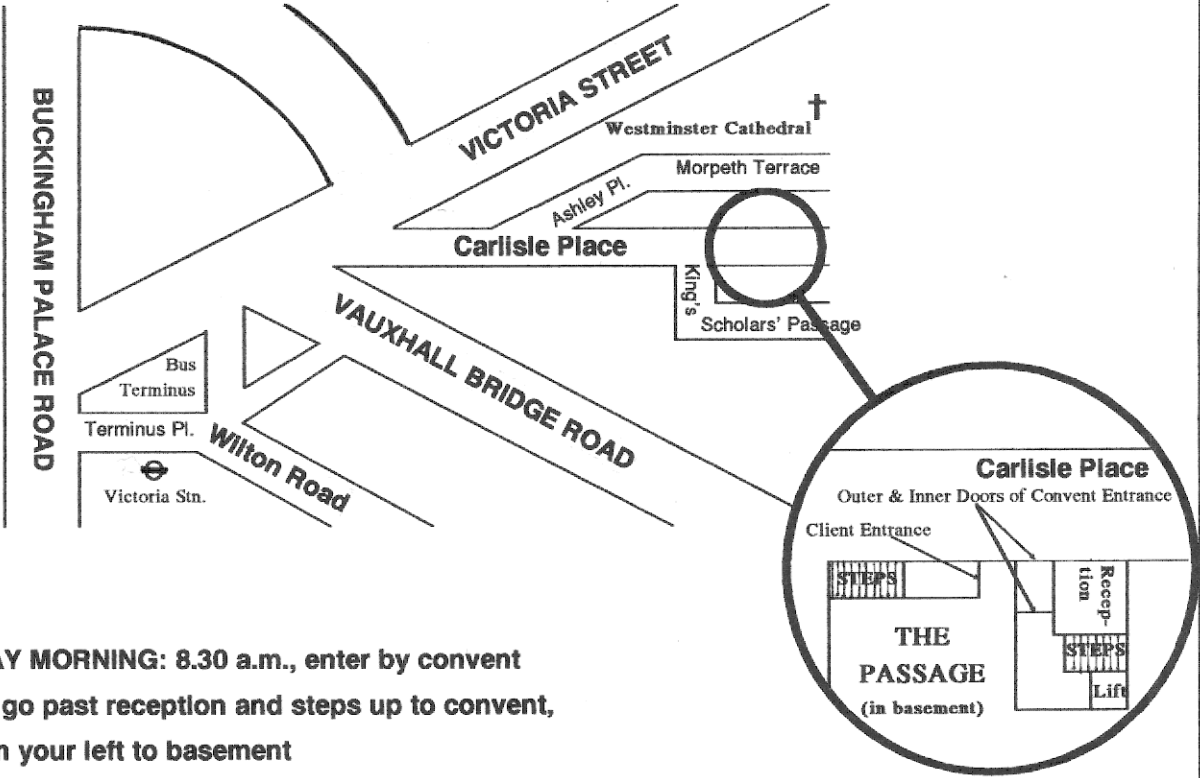 BUCKINGHAM PALACE ROAD
VICTORIA STREET
Westminster Cathedral
Morpeth Terrace
Ashley Pl.
Carlisle Place
King's
Scholars' Passage
VAUXHALL BRIDGE ROAD
Bus
Terminus
Terminus Pl.
Wilton Road
Victoria Stn.
Carlisle Place
Outer & Inner Doors of Convent Entrance
Client Entrance
STEPS
Recep-
tion
THE
PASSAGE
(in basement)
STEPS
Lift
AY MORNING: 8.30 a.m., enter by convent
go past reception and steps up to convent,
n your left to basement